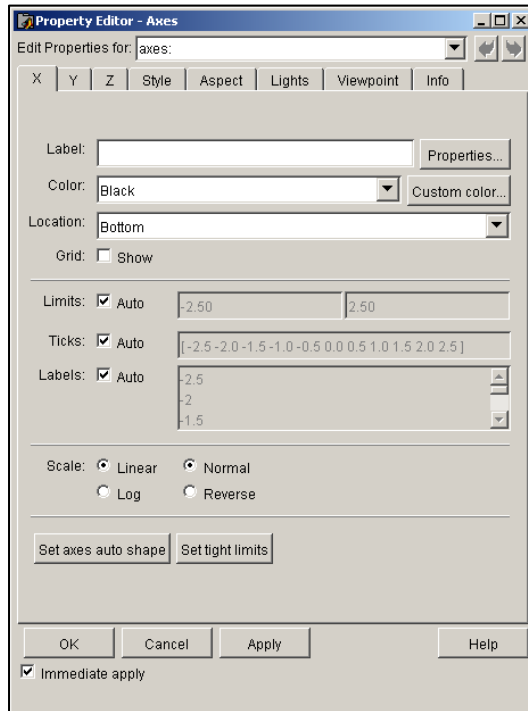 Property Editor - Axes
Edit Properties for: axes:
X Y Z Style Aspect Lights Viewpoint Info
Label: Properties...
Color: Black Custom color...
Location: Bottom
Grid: Show
Limits: Auto -2.50 2.50
Ticks: Auto [ -2.5 -2.0 -1.5 -1.0 -0.5 0.0 0.5 1.0 1.5 2.0 2.5 ]
Labels: Auto -2.5
-2
-1.5
Scale: Linear Normal
Log Reverse
Set axes auto shape Set tight limits
OK Cancel Apply Help
Immediate apply